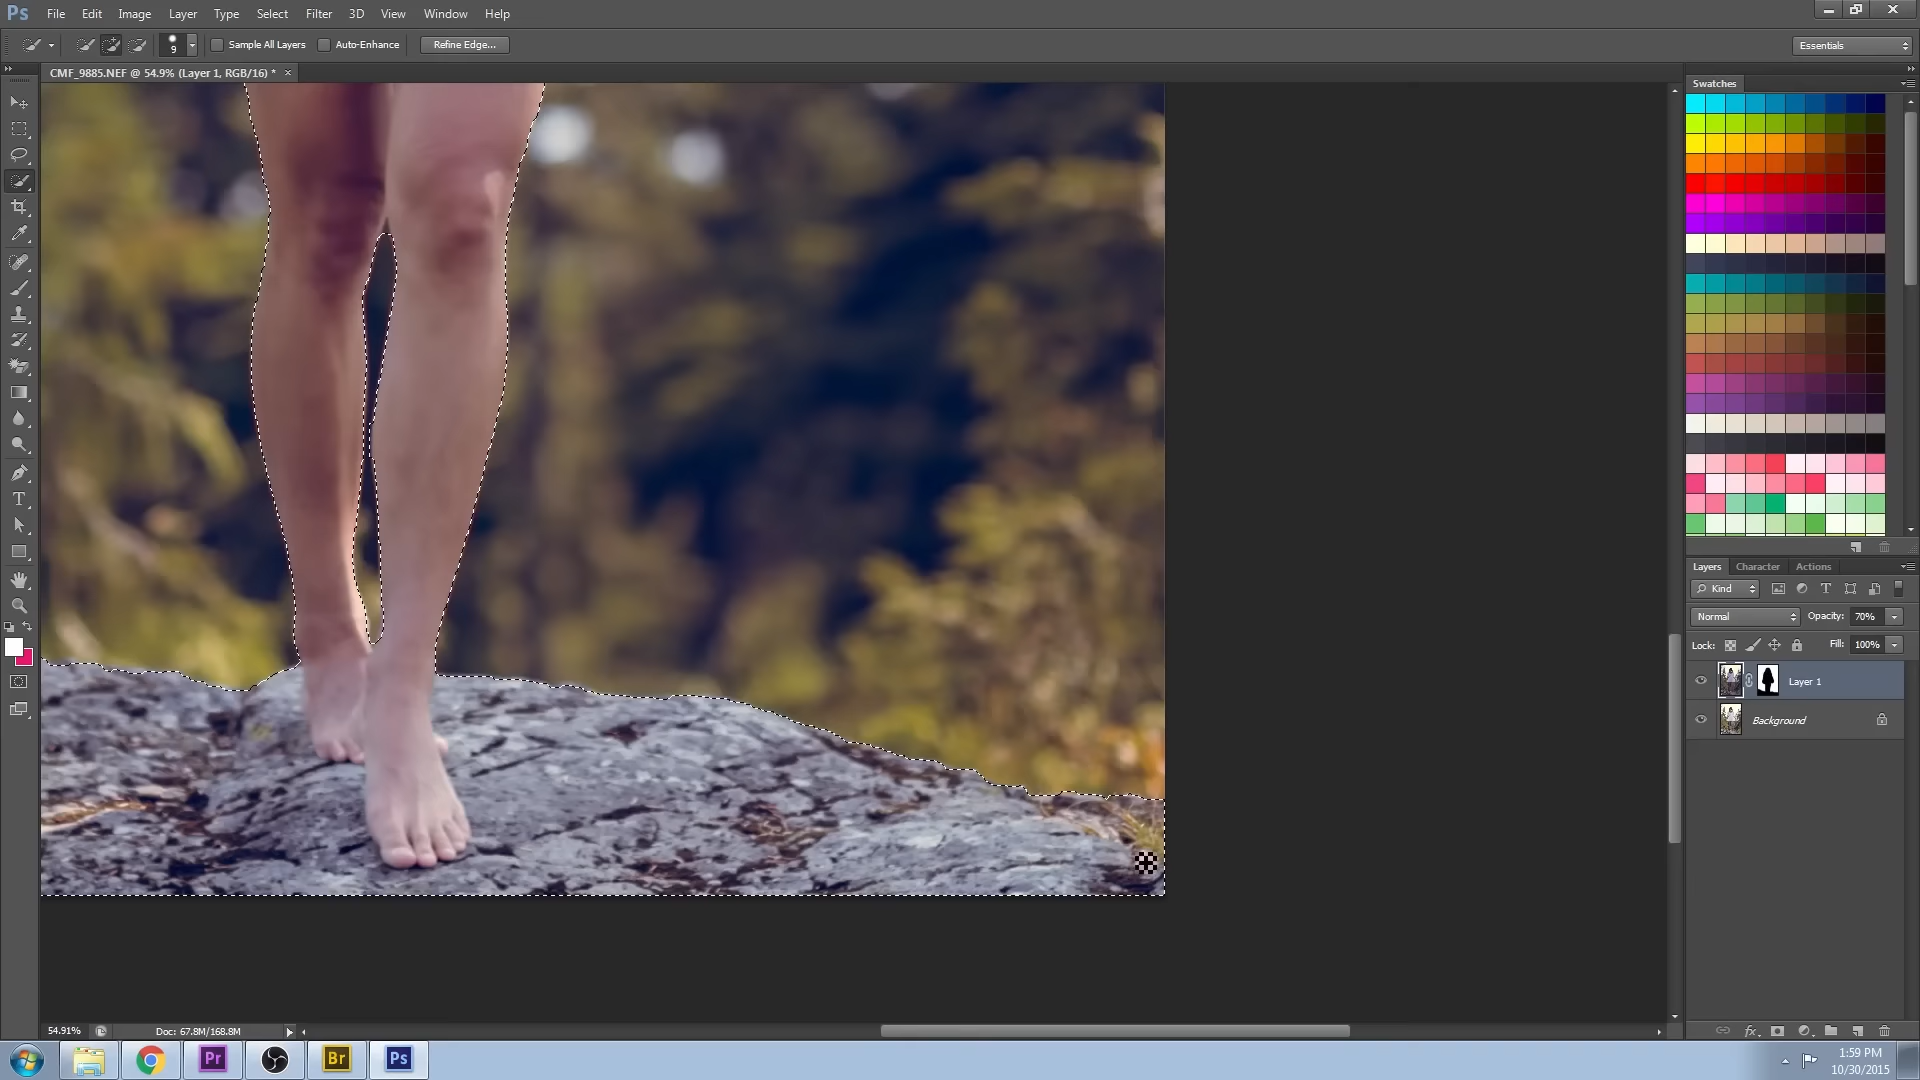 Ps File Edit Image Layer Type Select Filter 3D View Window Help
9 Sample All Layers Auto-Enhance Refine Edge... Essentials
CMF_9885.NEF @ 54.9% (Layer 1, RGB/16) * ×
Swatches
Layers Character Actions
Kind
Normal Opacity: 70%
Lock: Fill: 100%
Layer 1
Background
54.91% Doc: 67.8M/168.8M
Pr Br Ps
1:59 PM
10/30/2015